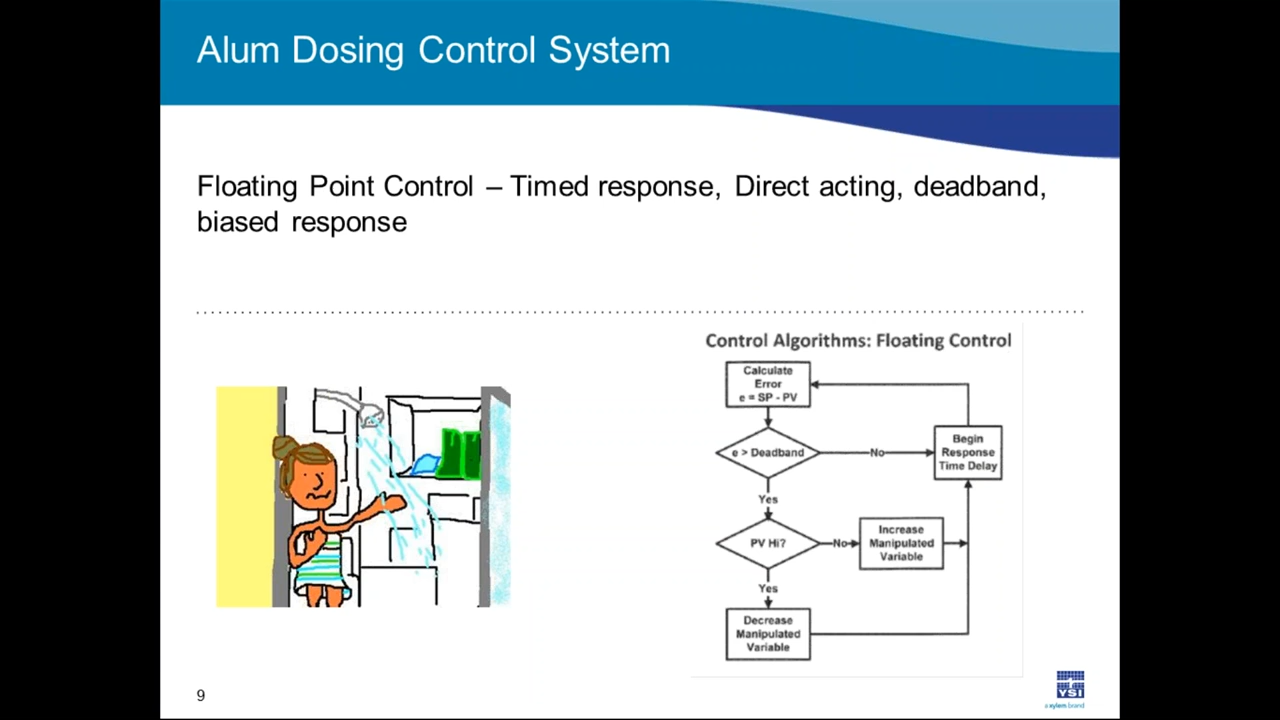 Alum Dosing Control System
Floating Point Control – Timed response, Direct acting, deadband,
biased response
Control Algorithms: Floating Control
Calculate
Error
e = SP - PV
e > Deadband
No
Begin
Response
Time Delay
Yes
PV Hi?
No
Increase
Manipulated
Variable
Yes
Decrease
Manipulated
Variable
9
YSI
a xylem brand